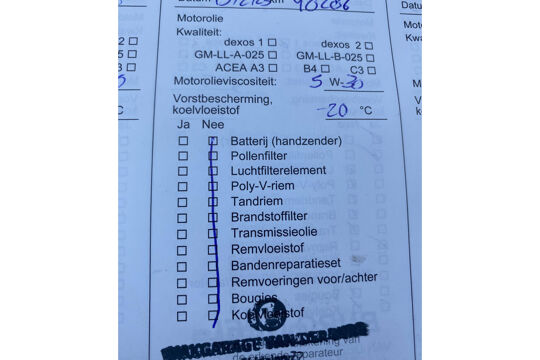 Motorolie
Kwaliteit:
dexos 1 □ dexos 2 □
GM-LL-A-025 □ GM-LL-B-025 □
ACEA A3 □ B4 □ C3 □
Motorolieviscositeit: 5 W-30
Vorstbescherming,
koelvloeistof -20 °C
Ja Nee
Batterij (handzender)
Pollenfilter
Luchtfilterelement
Poly-V-riem
Tandriem
Brandstoffilter
Transmissieolie
Remvloeistof
Bandenreparatieset
Remvoeringen voor/achter
Bougies
Koelvloeistof